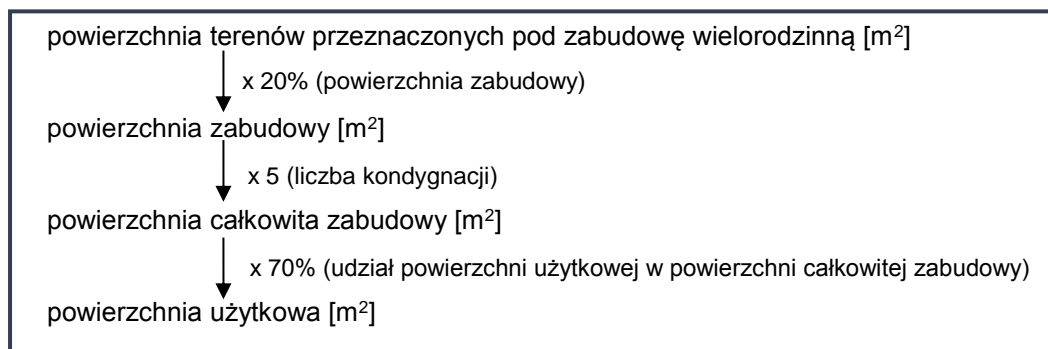 powierzchnia terenów przeznaczonych pod zabudowę wielorodzinną [m²]
x 20% (powierzchnia zabudowy)
powierzchnia zabudowy [m²]
x 5 (liczba kondygnacji)
powierzchnia całkowita zabudowy [m²]
x 70% (udział powierzchni użytkowej w powierzchni całkowitej zabudowy)
powierzchnia użytkowa [m²]